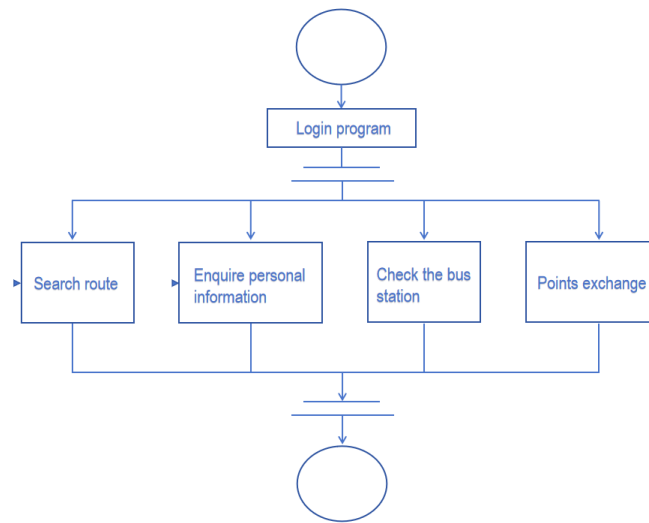 Login program
Search route
Enquire personal
information
Check the bus
station
Points exchange